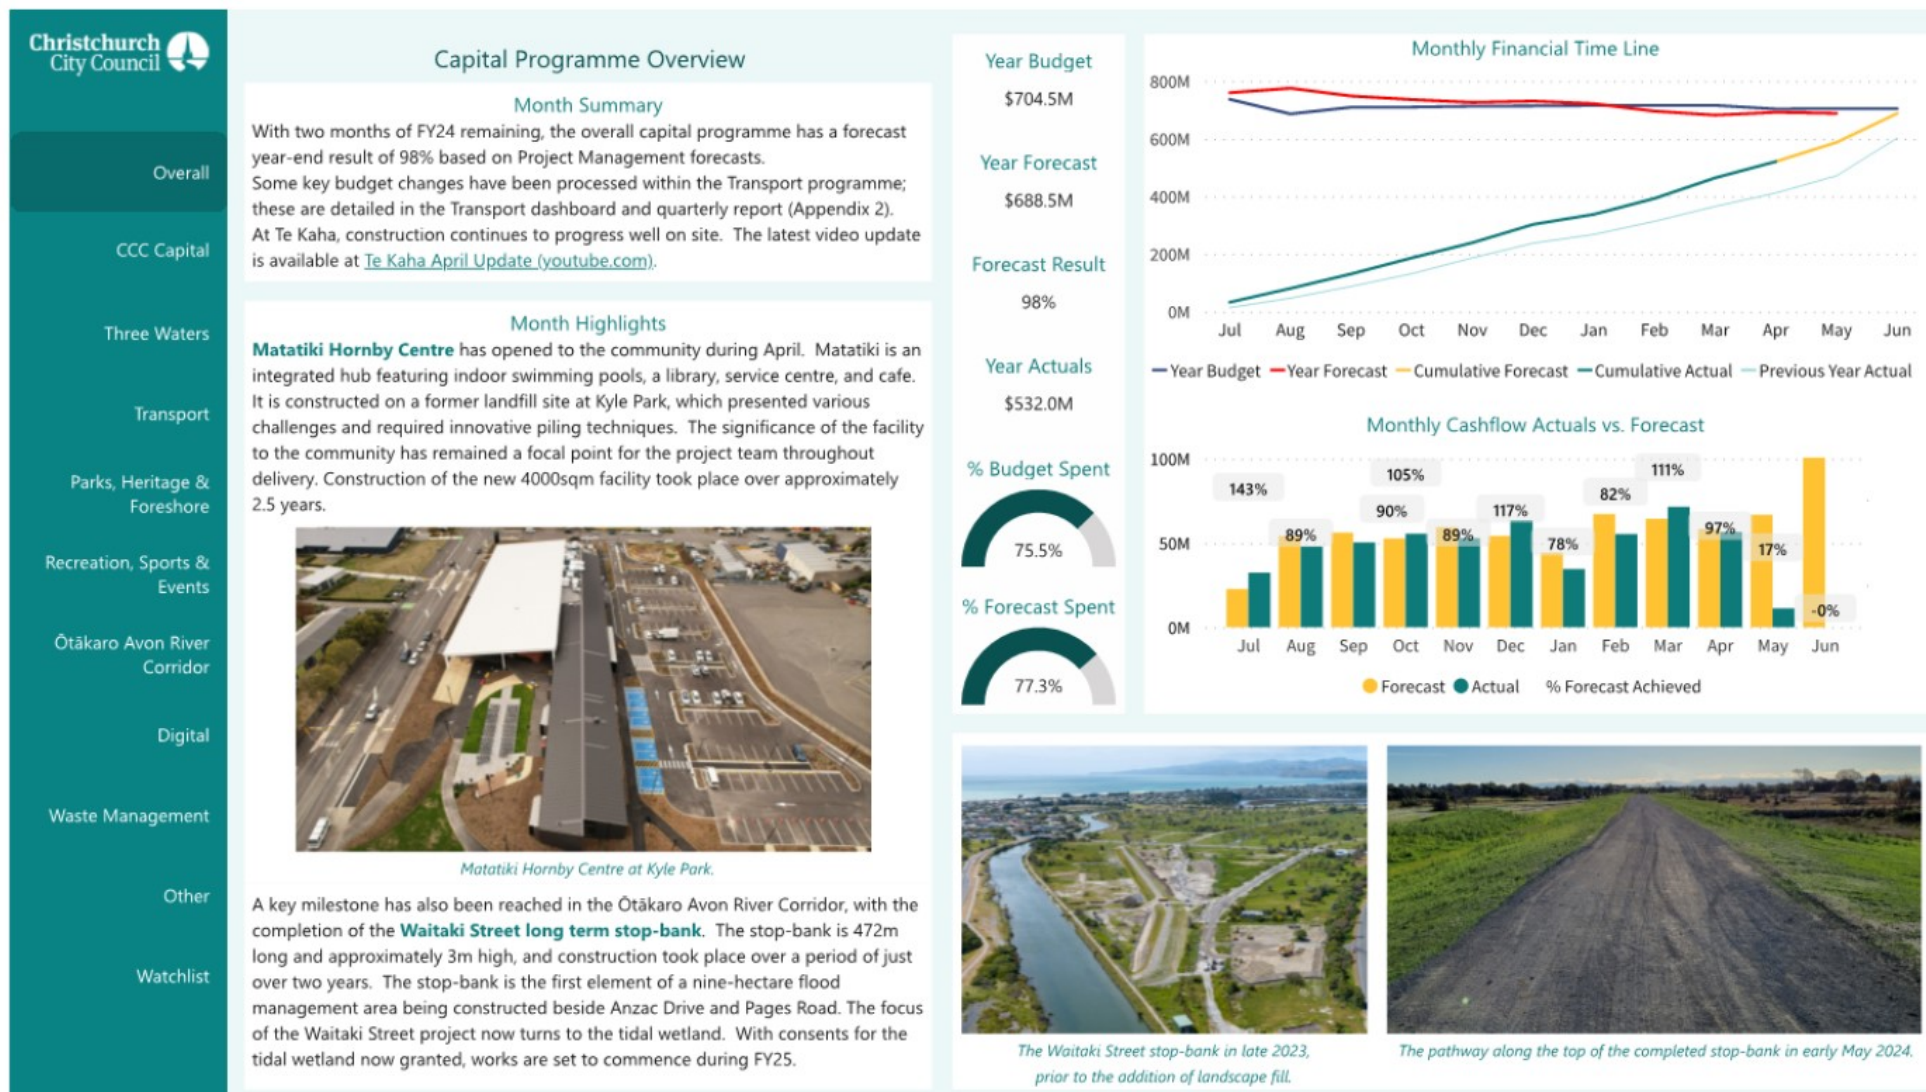 Christchurch
City Council
Overall
CCC Capital
Three Waters
Transport
Parks, Heritage &
Foreshore
Recreation, Sports &
Events
Ōtākaro Avon River
Corridor
Digital
Waste Management
Other
Watchlist
Capital Programme Overview
Month Summary
With two months of FY24 remaining, the overall capital programme has a forecast
year-end result of 98% based on Project Management forecasts.
Some key budget changes have been processed within the Transport programme;
these are detailed in the Transport dashboard and quarterly report (Appendix 2).
At Te Kaha, construction continues to progress well on site. The latest video update
is available at Te Kaha April Update (youtube.com).
Month Highlights
Matatiki Hornby Centre has opened to the community during April. Matatiki is an
integrated hub featuring indoor swimming pools, a library, service centre, and cafe.
It is constructed on a former landfill site at Kyle Park, which presented various
challenges and required innovative piling techniques. The significance of the facility
to the community has remained a focal point for the project team throughout
delivery. Construction of the new 4000sqm facility took place over approximately
2.5 years.
Matatiki Hornby Centre at Kyle Park.
A key milestone has also been reached in the Ōtākaro Avon River Corridor, with the
completion of the Waitaki Street long term stop-bank. The stop-bank is 472m
long and approximately 3m high, and construction took place over a period of just
over two years. The stop-bank is the first element of a nine-hectare flood
management area being constructed beside Anzac Drive and Pages Road. The focus
of the Waitaki Street project now turns to the tidal wetland. With consents for the
tidal wetland now granted, works are set to commence during FY25.
Year Budget
$704.5M
Year Forecast
$688.5M
Forecast Result
98%
Year Actuals
$532.0M
% Budget Spent
75.5%
% Forecast Spent
77.3%
Monthly Financial Time Line
800M
600M
400M
200M
0M
Jul Aug Sep Oct Nov Dec Jan Feb Mar Apr May Jun
Year Budget Year Forecast Cumulative Forecast Cumulative Actual Previous Year Actual
Monthly Cashflow Actuals vs. Forecast
100M
50M
0M
143%
89%
90%
105%
89%
117%
78%
82%
111%
97%
17%
-0%
Jul Aug Sep Oct Nov Dec Jan Feb Mar Apr May Jun
Forecast Actual % Forecast Achieved
The Waitaki Street stop-bank in late 2023,
prior to the addition of landscape fill.
The pathway along the top of the completed stop-bank in early May 2024.